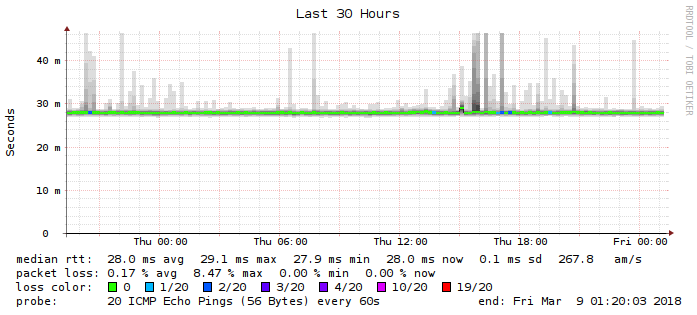 Last 30 Hours
RRDTOOL / TOBI OETIKER
Seconds
40 m
30 m
20 m
10 m
0
Thu 00:00 Thu 06:00 Thu 12:00 Thu 18:00 Fri 00:00
median rtt: 28.0 ms avg 29.1 ms max 27.9 ms min 28.0 ms now 0.1 ms sd 267.8 am/s
packet loss: 0.17 % avg 8.47 % max 0.00 % min 0.00 % now
loss color: 0 1/20 2/20 3/20 4/20 10/20 19/20
probe: 20 ICMP Echo Pings (56 Bytes) every 60s end: Fri Mar 9 01:20:03 2018